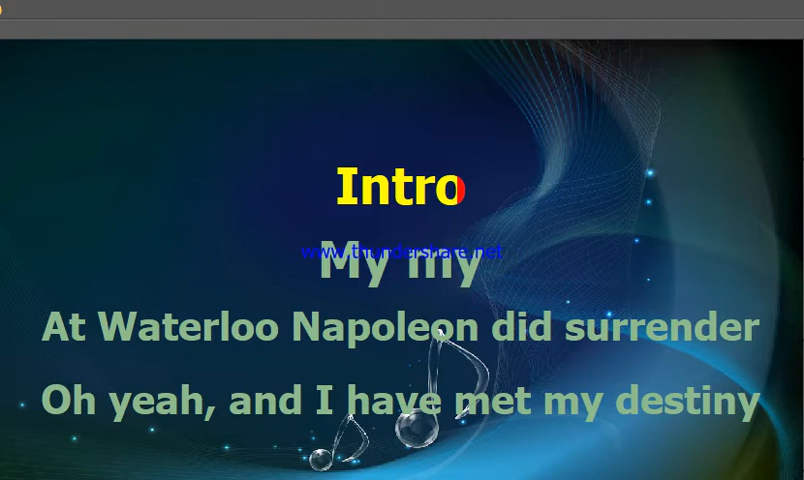 Intro
www.thundershare.net
My my
At Waterloo Napoleon did surrender
Oh yeah, and I have met my destiny